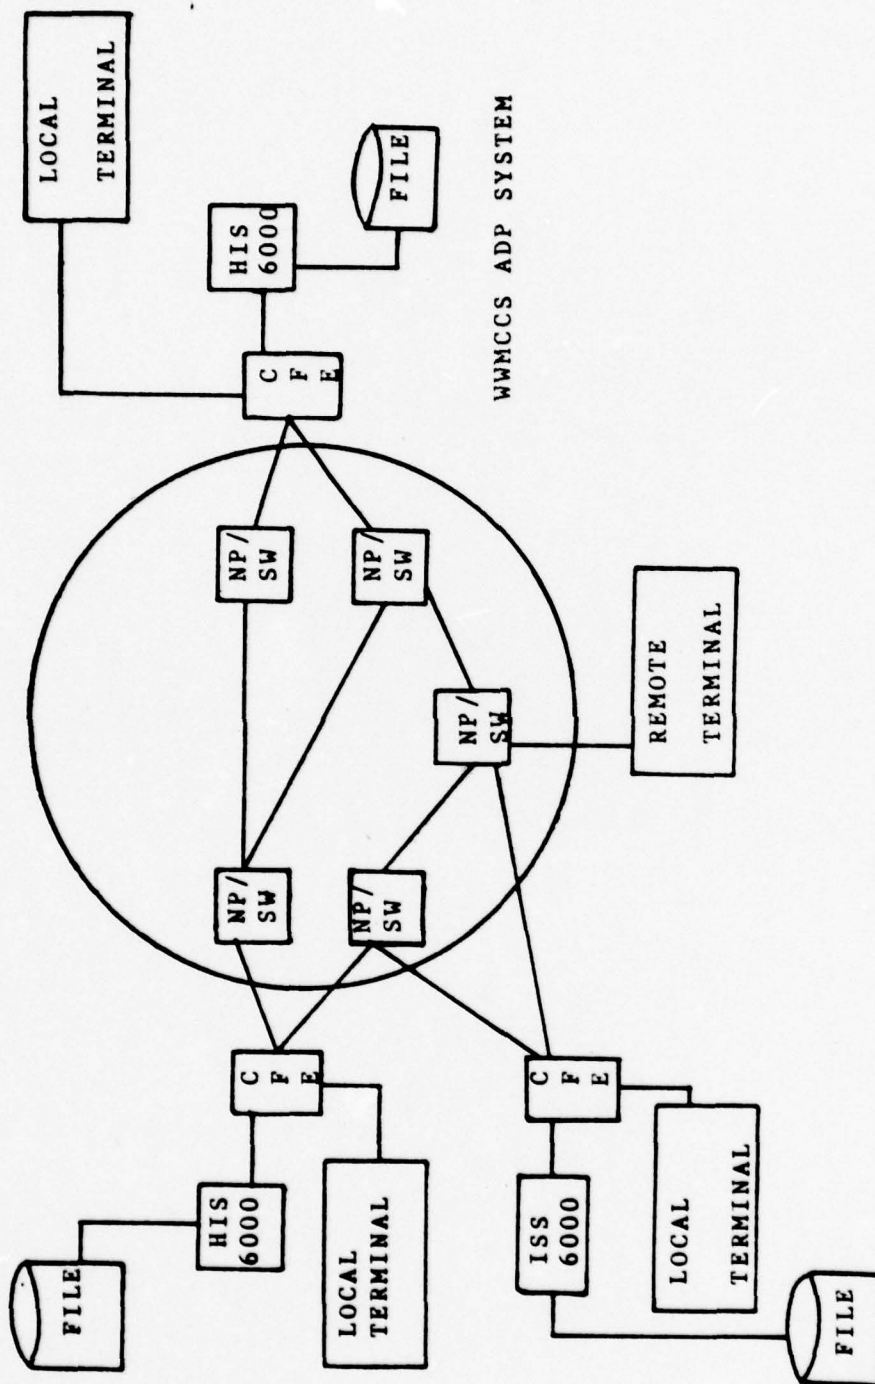 LOCAL
TERMINAL
HIS
6000
FILE
C
F
E
WWMCCS ADP SYSTEM
NP/
SW
NP/
SW
NP/
SW
REMOTE
TERMINAL
NP/
SW
NP/
SW
C
F
E
HIS
6000
FILE
LOCAL
TERMINAL
C
F
E
ISS
6000
LOCAL
TERMINAL
FILE